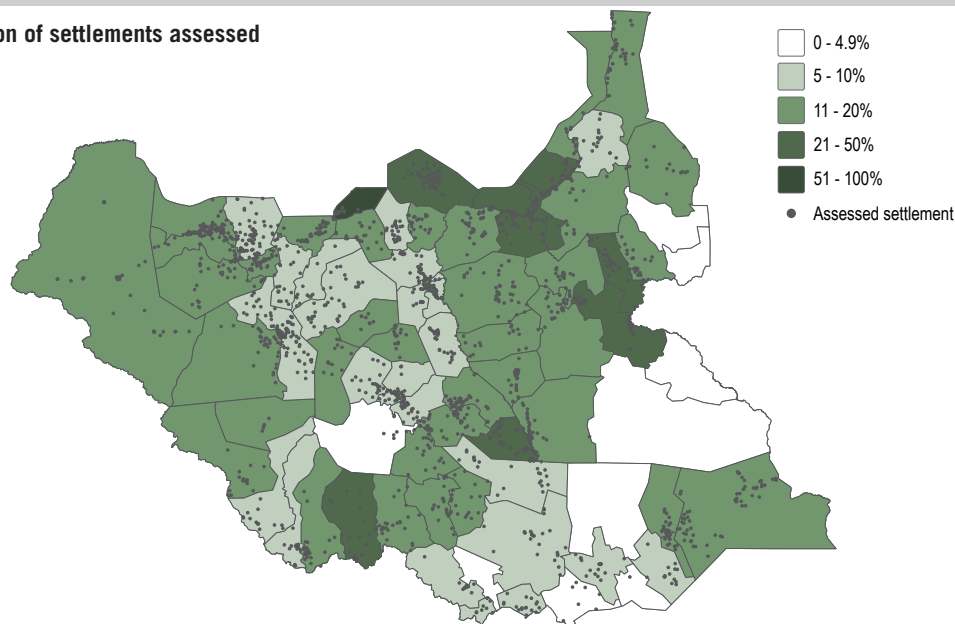 on of settlements assessed
0 - 4.9%
5 - 10%
11 - 20%
21 - 50%
51 - 100%
Assessed settlement